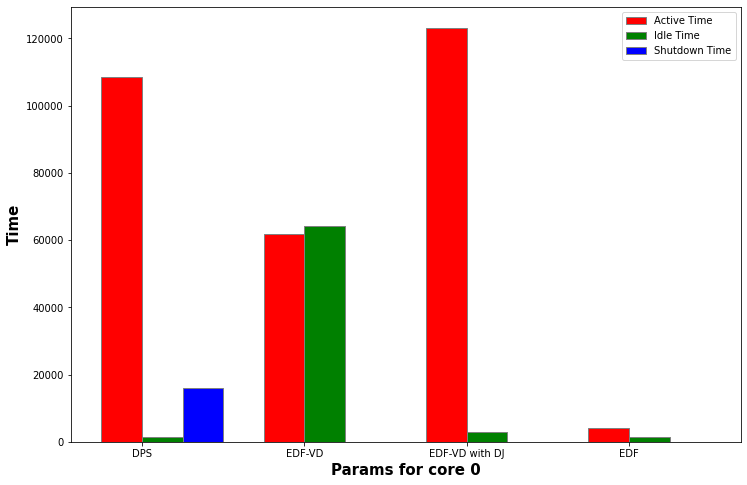 Active Time
Idle Time
Shutdown Time
120000
100000
80000
60000
40000
20000
0
Time
DPS
EDF-VD
EDF-VD with DJ
EDF
Params for core 0